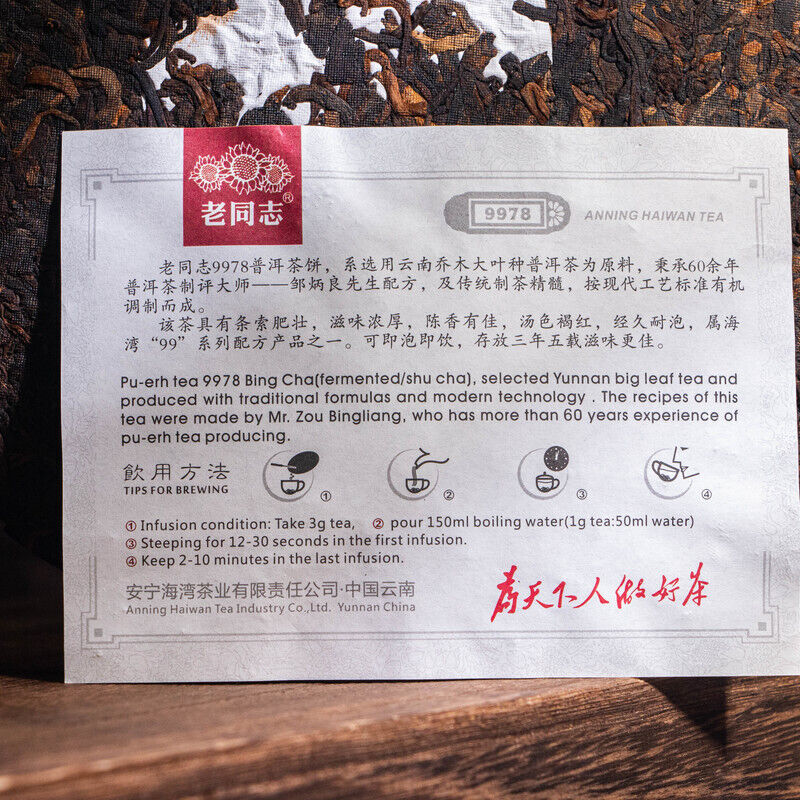 老同志®
9978
ANNING HAIWAN TEA
老同志9978普洱茶饼，系选用云南乔木大叶种普洱茶为原料，秉承60余年
普洱茶制评大师——邹炳良先生配方，及传统制茶精髓，按现代工艺标准有机
调制而成。
该茶具有条索肥壮，滋味浓厚，陈香有佳，汤色褐红，经久耐泡，属海
湾“99”系列配方产品之一。可即泡即饮，存放三年五载滋味更佳。
Pu-erh tea 9978 Bing Cha(fermented/shu cha), selected Yunnan big leaf tea and
produced with traditional formulas and modern technology . The recipes of this
tea were made by Mr. Zou Bingliang, who has more than 60 years experience of
pu-erh tea producing.
飲用方法
TIPS FOR BREWING
① ② ③ ④
① Infusion condition: Take 3g tea, ② pour 150ml boiling water(1g tea:50ml water)
③ Steeping for 12-30 seconds in the first infusion.
④ Keep 2-10 minutes in the last infusion.
安宁海湾茶业有限责任公司·中国云南
Anning Haiwan Tea Industry Co.,Ltd. Yunnan China
為天下人做好茶